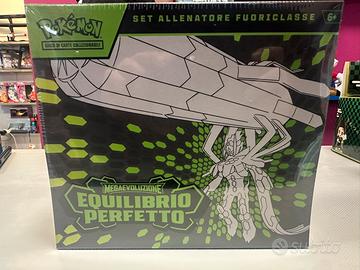 SET ALLENATORE FUORICLASSE 6+
POKÉMON
GIOCO DI CARTE COLLEZIONABILI
MEGAEVOLUZIONE
EQUILIBRIO
PERFETTO
subito